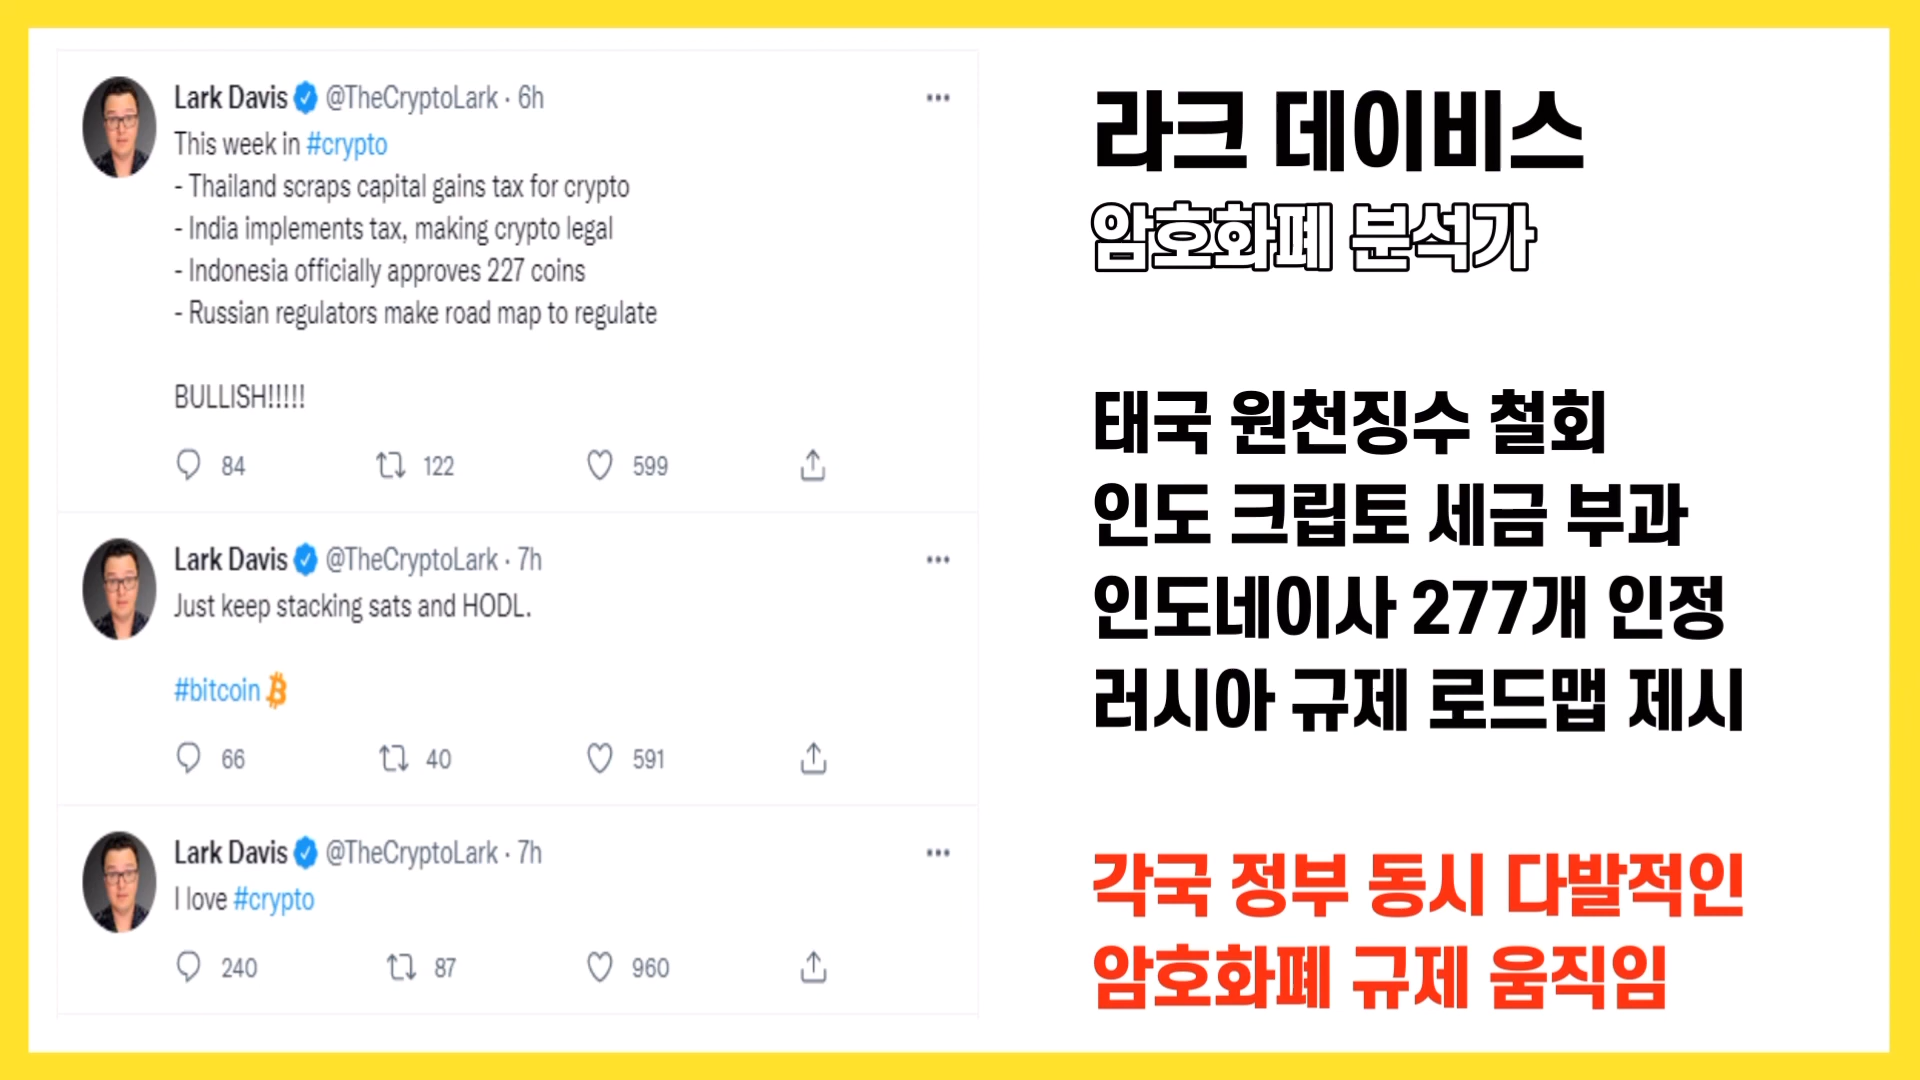 Lark Davis @TheCryptoLark · 6h
This week in #crypto
- Thailand scraps capital gains tax for crypto
- India implements tax, making crypto legal
- Indonesia officially approves 227 coins
- Russian regulators make road map to regulate
BULLISH!!!!!
84 122 599
Lark Davis @TheCryptoLark · 7h
Just keep stacking sats and HODL.
#bitcoin
66 40 591
Lark Davis @TheCryptoLark · 7h
I love #crypto
240 87 960
라크 데이비스
암호화폐 분석가
태국 원천징수 철회
인도 크립토 세금 부과
인도네이사 277개 인정
러시아 규제 로드맵 제시
각국 정부 동시 다발적인
암호화폐 규제 움직임